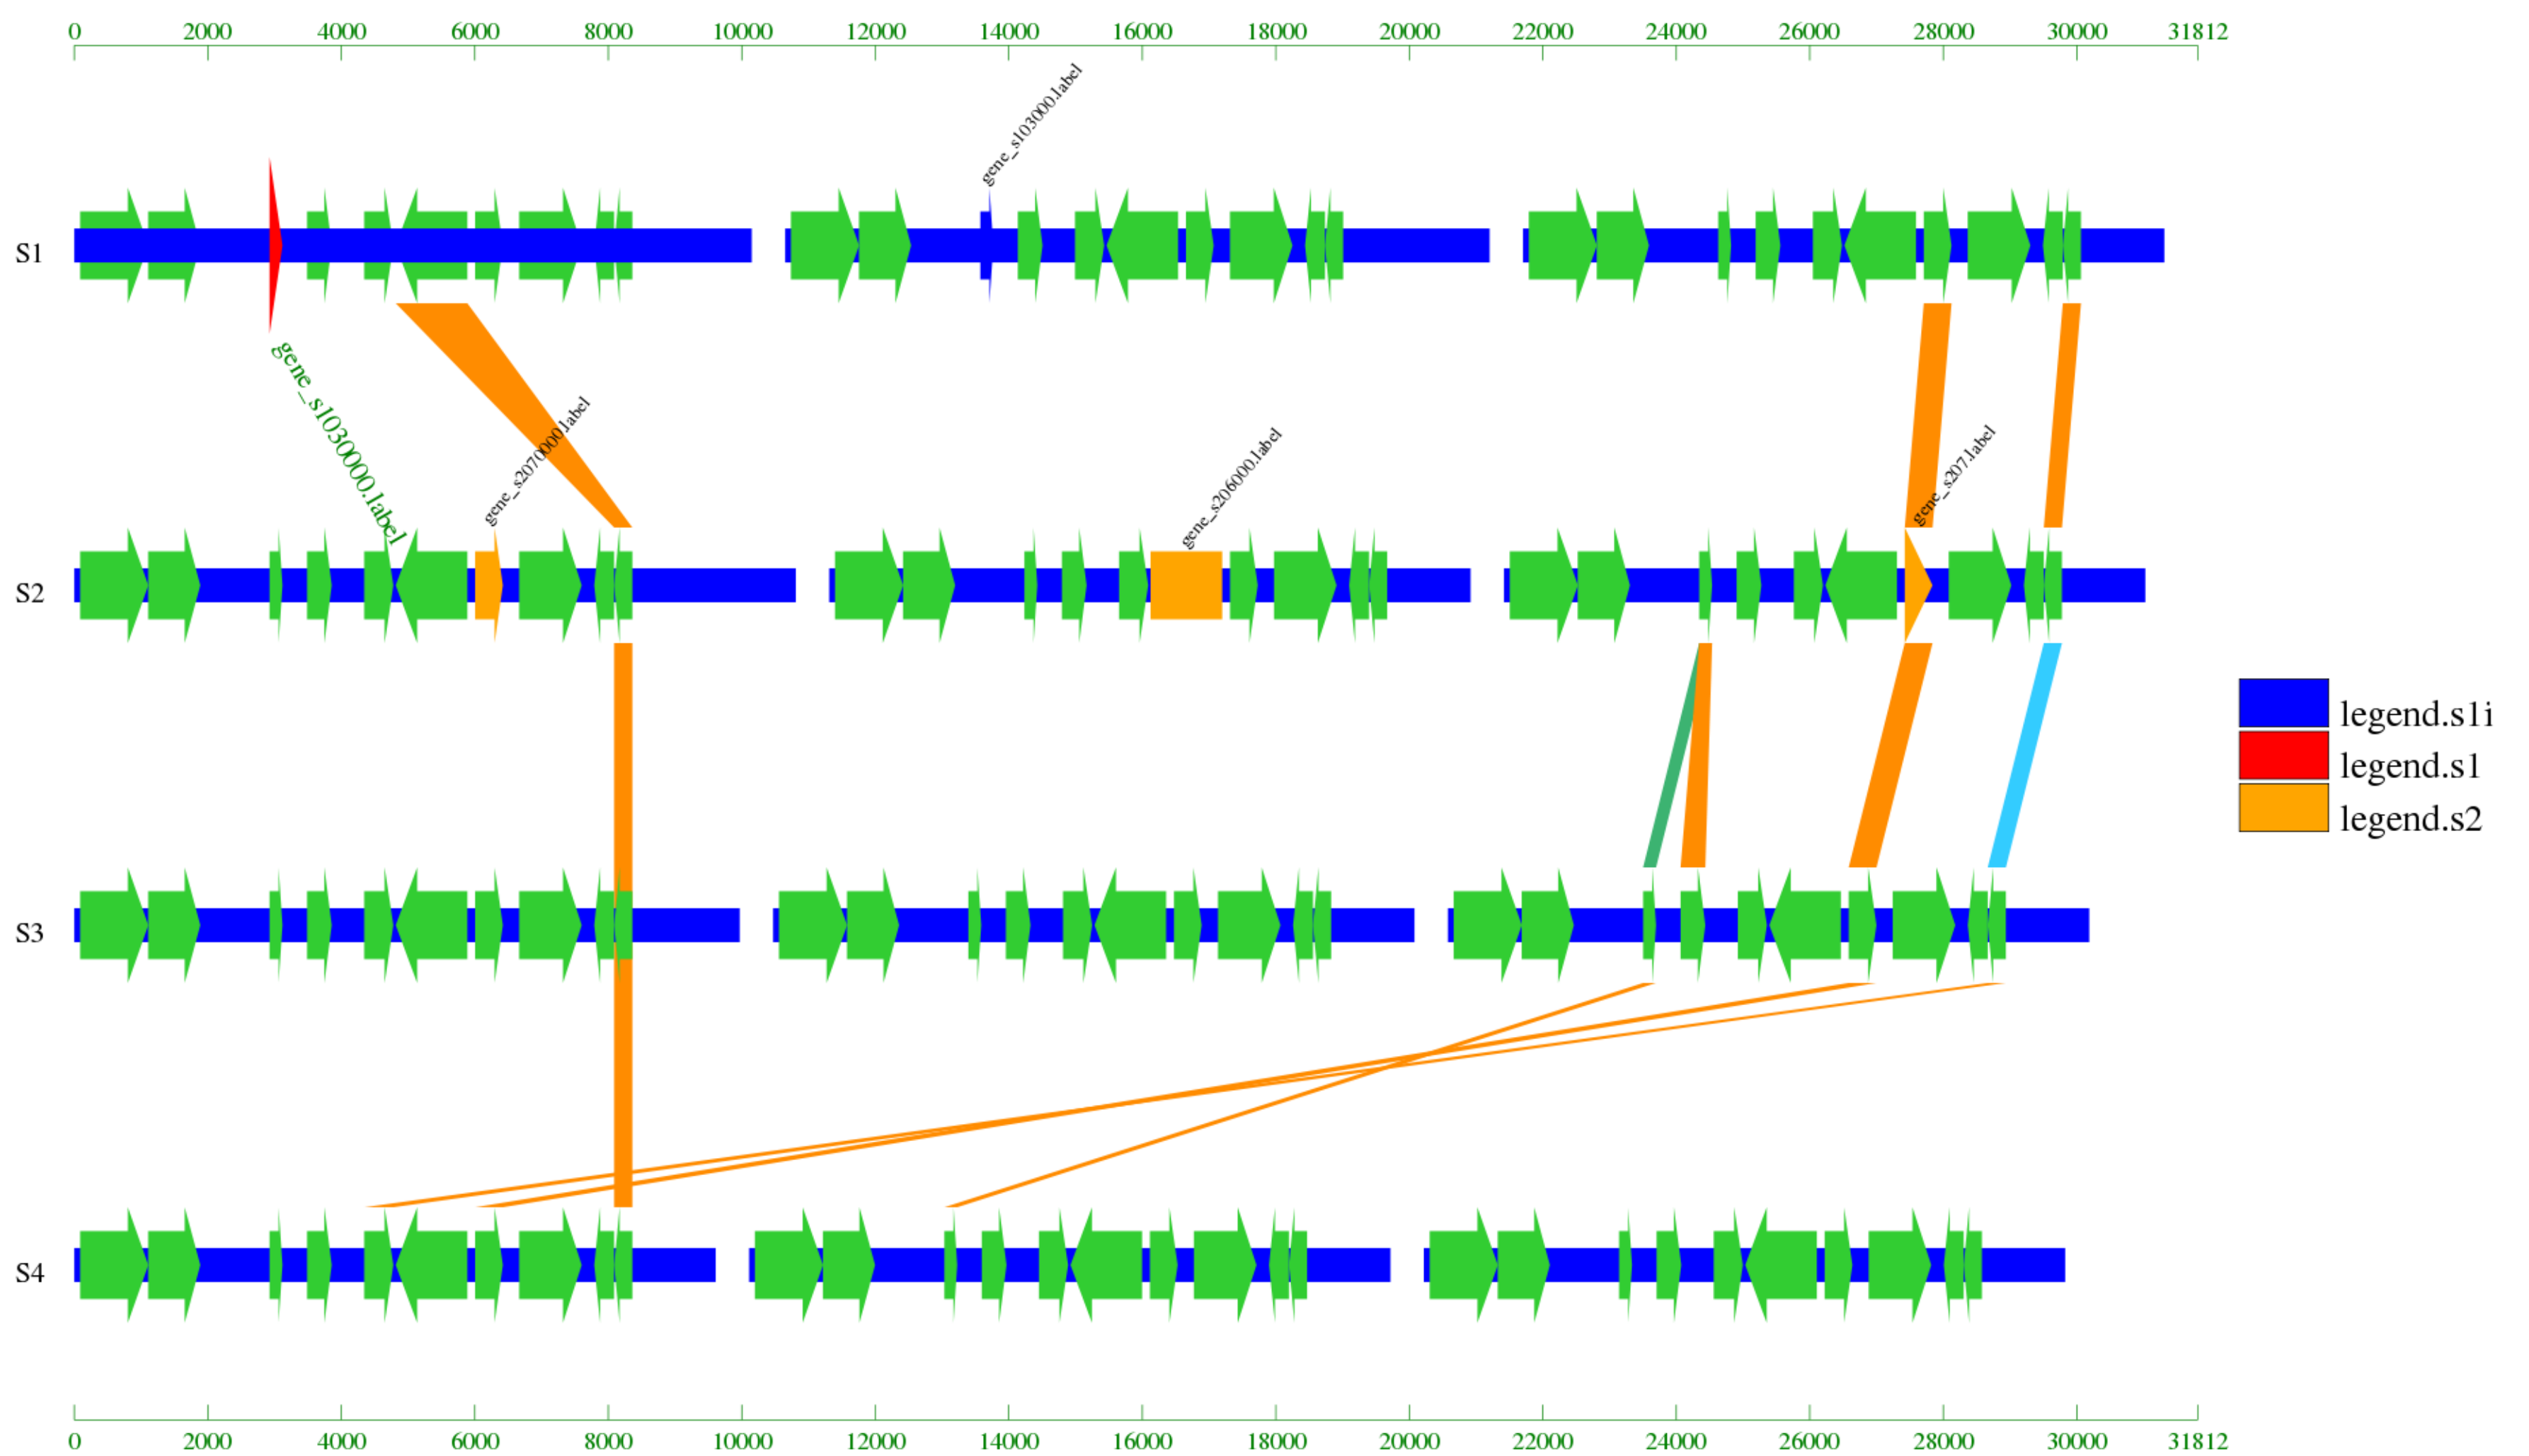 0 2000 4000 6000 8000 10000 12000 14000 16000 18000 20000 22000 24000 26000 28000 30000 31812
gene_s103000.label
S1
gene_s1030000.label
gene_s2070000.label
gene_s206000.label
gene_s207.label
S2
legend.s1i
legend.s1
legend.s2
S3
S4
0 2000 4000 6000 8000 10000 12000 14000 16000 18000 20000 22000 24000 26000 28000 30000 31812